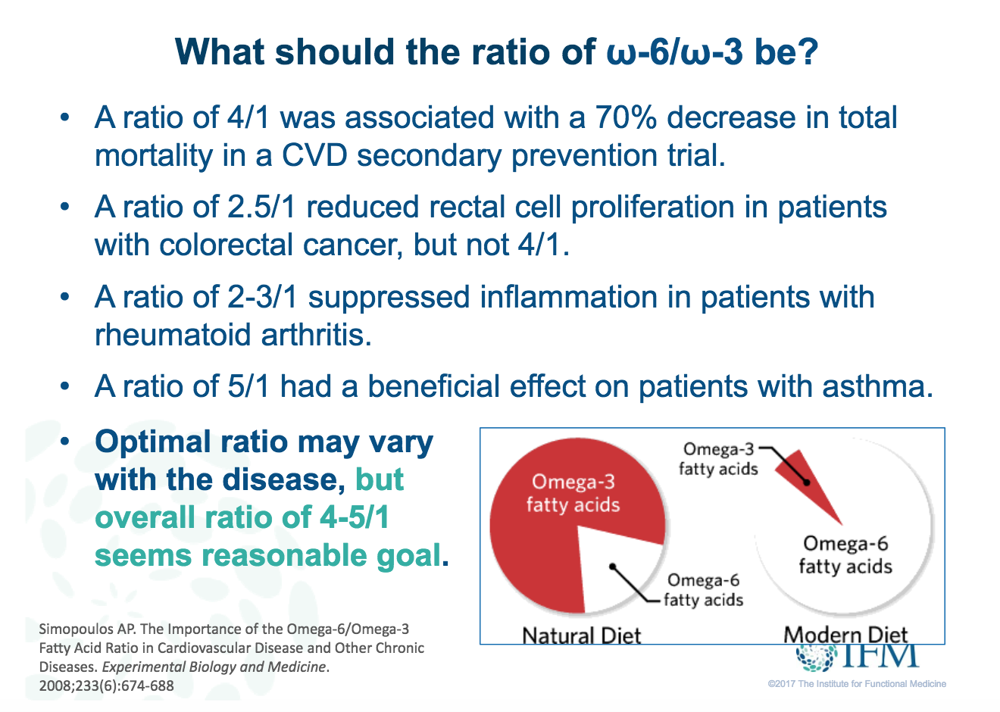 What should the ratio of ω-6/ω-3 be?
• A ratio of 4/1 was associated with a 70% decrease in total
mortality in a CVD secondary prevention trial.
• A ratio of 2.5/1 reduced rectal cell proliferation in patients
with colorectal cancer, but not 4/1.
• A ratio of 2-3/1 suppressed inflammation in patients with
rheumatoid arthritis.
• A ratio of 5/1 had a beneficial effect on patients with asthma.
• Optimal ratio may vary
with the disease, but
overall ratio of 4-5/1
seems reasonable goal.
Omega-3
fatty acids
Omega-6
fatty acids
Natural Diet
Omega-3
fatty acids
Omega-6
fatty acids
Modern Diet
Simopoulos AP. The Importance of the Omega-6/Omega-3
Fatty Acid Ratio in Cardiovascular Disease and Other Chronic
Diseases. Experimental Biology and Medicine.
2008;233(6):674-688
IFM
©2017 The Institute for Functional Medicine